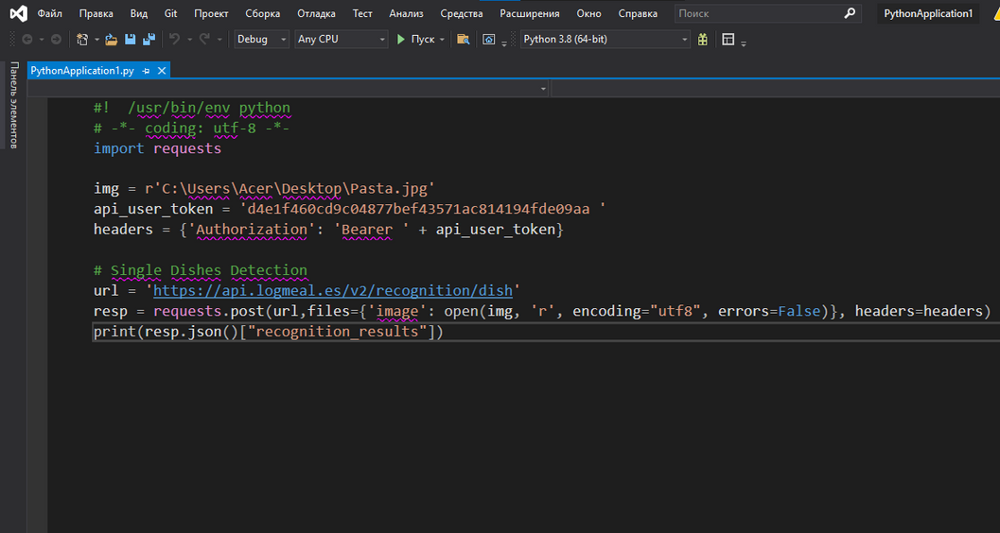 Файл Правка Вид Git Проект Сборка Отладка Тест Анализ Средства Расширения Окно Справка Поиск PythonApplication1
Debug Any CPU Пуск Python 3.8 (64-bit)
Панель элементов
PythonApplication1.py
#!  /usr/bin/env python
# -*- coding: utf-8 -*-
import requests
img = r'C:\Users\Acer\Desktop\Pasta.jpg'
api_user_token = 'd4e1f460cd9c04877bef43571ac814194fde09aa '
headers = {'Authorization': 'Bearer ' + api_user_token}
# Single Dishes Detection
url = 'https://api.logmeal.es/v2/recognition/dish'
resp = requests.post(url,files={'image': open(img, 'r', encoding="utf8", errors=False)}, headers=headers)
print(resp.json()["recognition_results"])